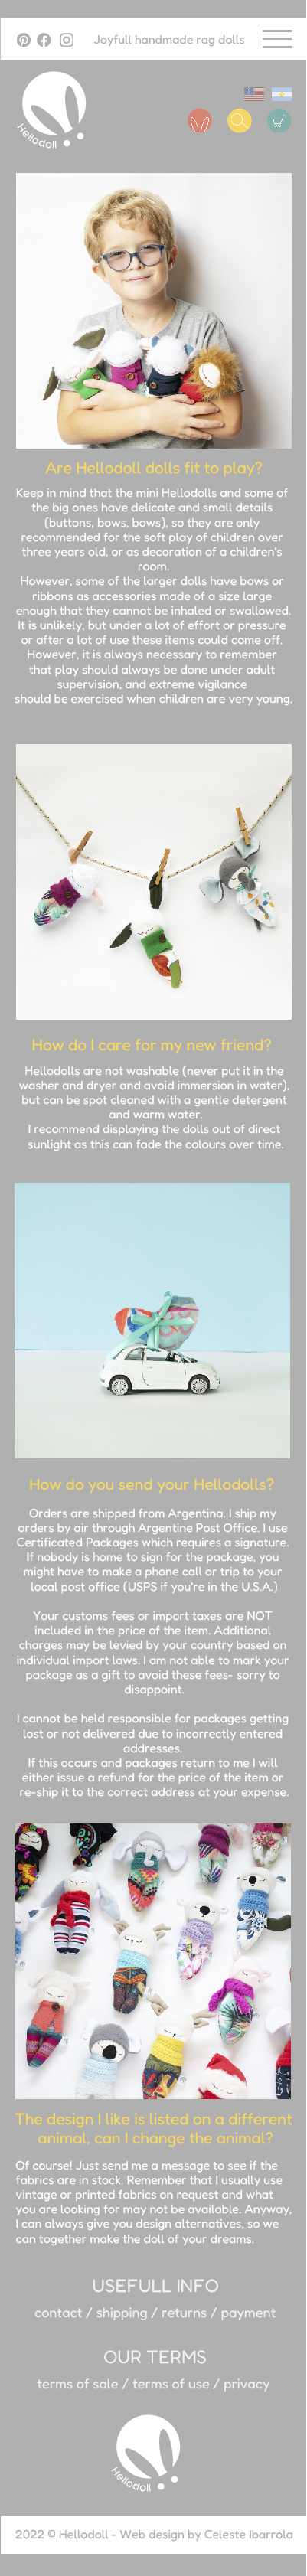 Joyfull handmade rag dolls
Hellodoll
Are Hellodoll dolls fit to play?
Keep in mind that the mini Hellodolls and some of
the big ones have delicate and small details
(buttons, bows, bows), so they are only
recommended for the soft play of children over
three years old, or as decoration of a children's
room.
However, some of the larger dolls have bows or
ribbons as accessories made of a size large
enough that they cannot be inhaled or swallowed.
It is unlikely, but under a lot of effort or pressure
or after a lot of use these items could come off.
However, it is always necessary to remember
that play should always be done under adult
supervision, and extreme vigilance
should be exercised when children are very young.
How do I care for my new friend?
Hellodolls are not washable (never put it in the
washer and dryer and avoid immersion in water),
but can be spot cleaned with a gentle detergent
and warm water.
I recommend displaying the dolls out of direct
sunlight as this can fade the colours over time.
How do you send your Hellodolls?
Orders are shipped from Argentina. I ship my
orders by air through Argentine Post Office. I use
Certificated Packages which requires a signature.
If nobody is home to sign for the package, you
might have to make a phone call or trip to your
local post office (USPS if you're in the U.S.A.)
Your customs fees or import taxes are NOT
included in the price of the item. Additional
charges may be levied by your country based on
individual import laws. I am not able to mark your
package as a gift to avoid these fees- sorry to
disappoint.
I cannot be held responsible for packages getting
lost or not delivered due to incorrectly entered
addresses.
If this occurs and packages return to me I will
either issue a refund for the price of the item or
re-ship it to the correct address at your expense.
The design I like is listed on a different
animal, can I change the animal?
Of course! Just send me a message to see if the
fabrics are in stock. Remember that I usually use
vintage or printed fabrics on request and what
you are looking for may not be available. Anyway,
I can always give you design alternatives, so we
can together make the doll of your dreams.
USEFULL INFO
contact / shipping / returns / payment
OUR TERMS
terms of sale / terms of use / privacy
Hellodoll
2022 © Hellodoll - Web design by Celeste Ibarrola